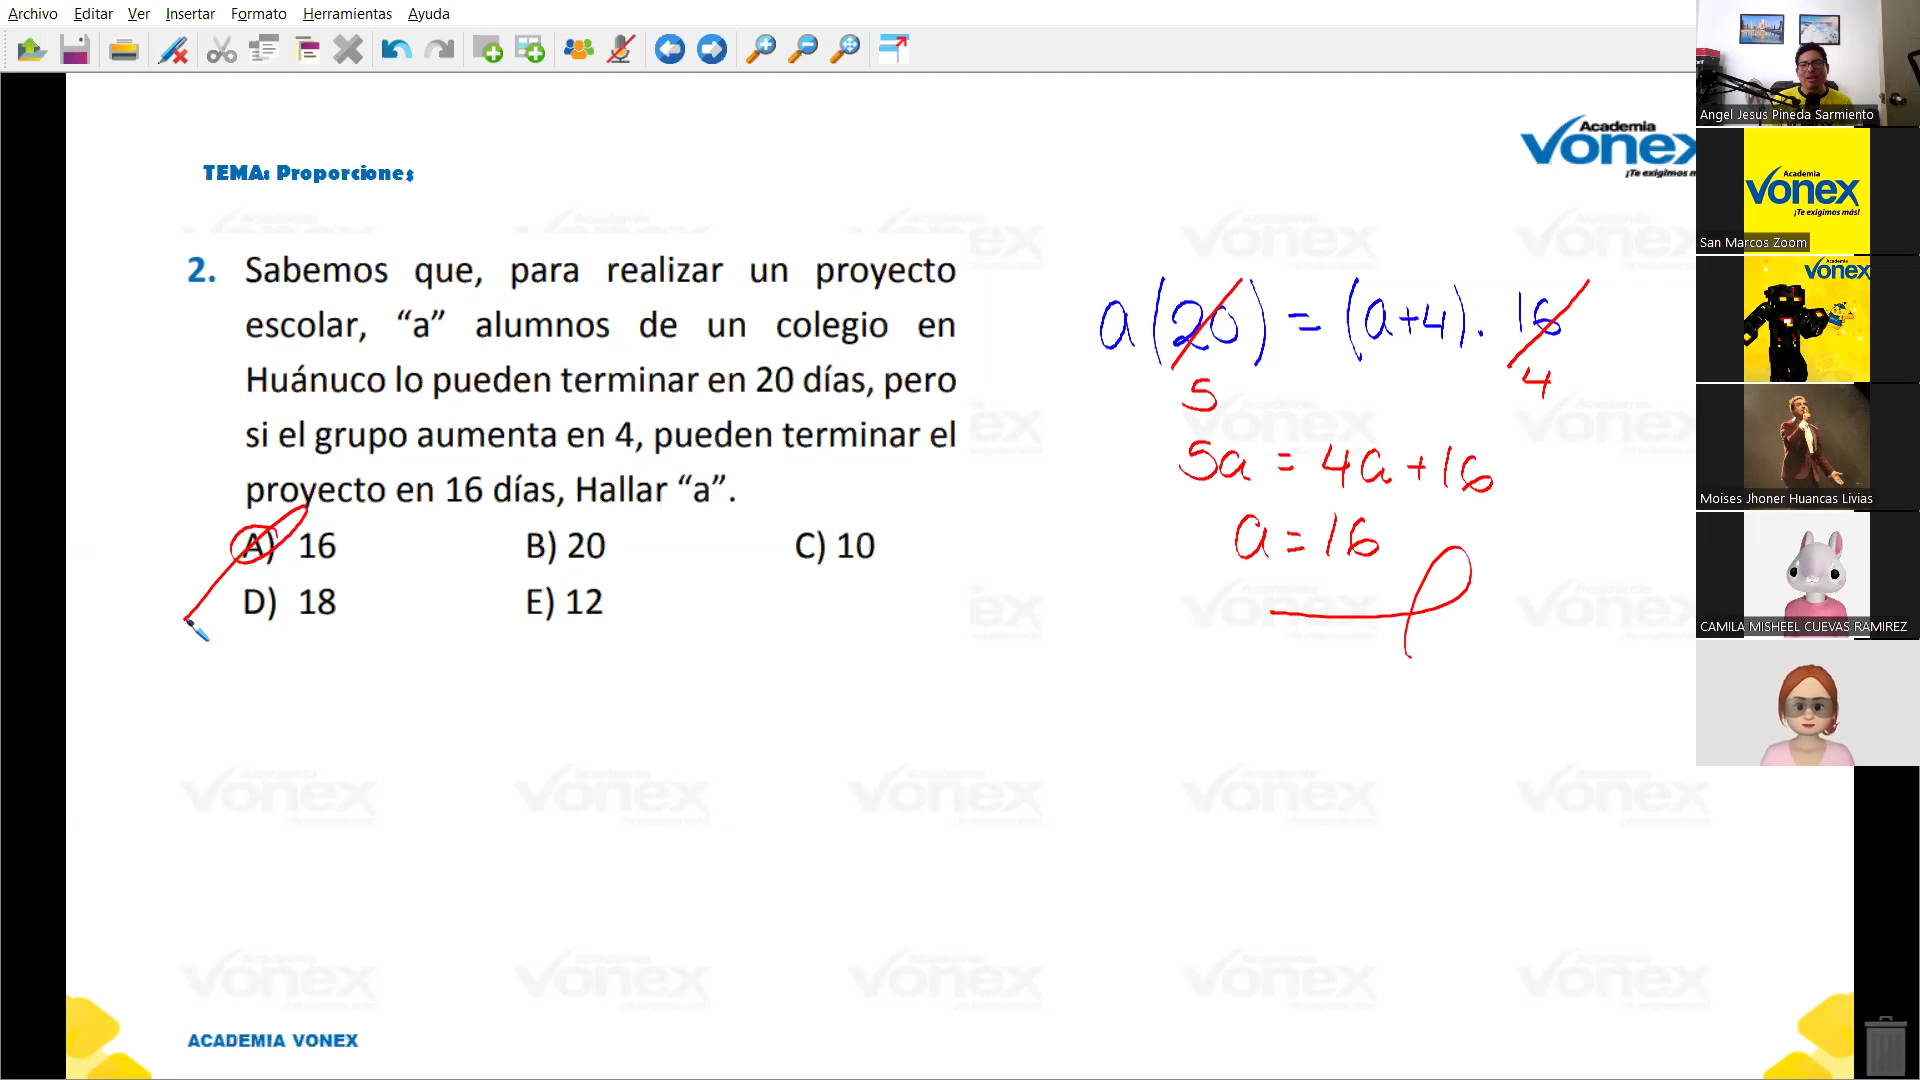 Archivo Editar Ver Insertar Formato Herramientas Ayuda
Academia
vonex
TEMA: Proporciones
2. Sabemos que, para realizar un proyecto
escolar, “a” alumnos de un colegio en
Huánuco lo pueden terminar en 20 días, pero
si el grupo aumenta en 4, pueden terminar el
proyecto en 16 días, Hallar “a”.
A) 16 B) 20 C) 10
D) 18 E) 12
a(20) = (a+4). 16
5 4
5a = 4a + 16
a = 16
ACADEMIA VONEX
Angel Jesus Pineda Sarmiento
Academia
vonex
¡Te exigimos más!
San Marcos Zoom
Academia
vonex
Moises Jhoner Huancas Livias
CAMILA MISHEEL CUEVAS RAMIREZ